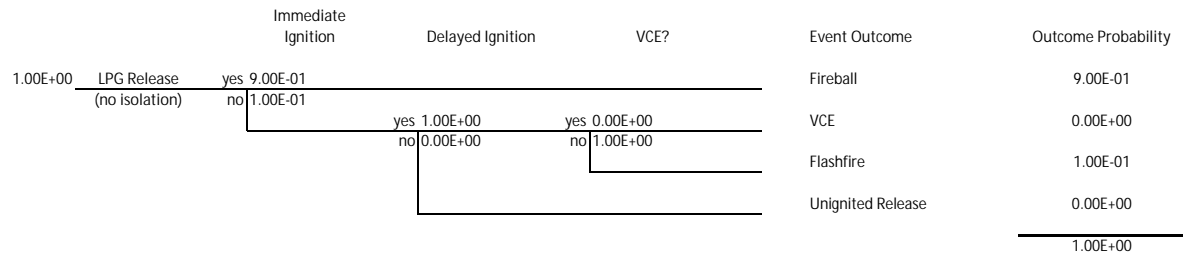 Immediate
Ignition Delayed Ignition VCE? Event Outcome Outcome Probability
1.00E+00 LPG Release yes 9.00E-01 Fireball 9.00E-01
(no isolation) no 1.00E-01
yes 1.00E+00 yes 0.00E+00 VCE 0.00E+00
no 0.00E+00 no 1.00E+00
Flashfire 1.00E-01
Unignited Release 0.00E+00
1.00E+00